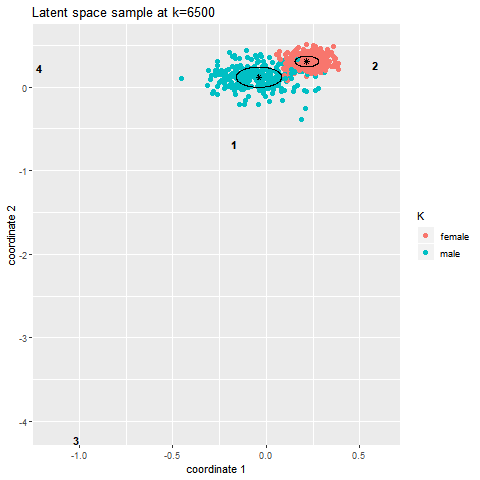 Latent space sample at k=6500
4
2
0
1
-1
K
female
male
coordinate 2
-2
-3
-4
3
-1.0 -0.5 0.0 0.5
coordinate 1